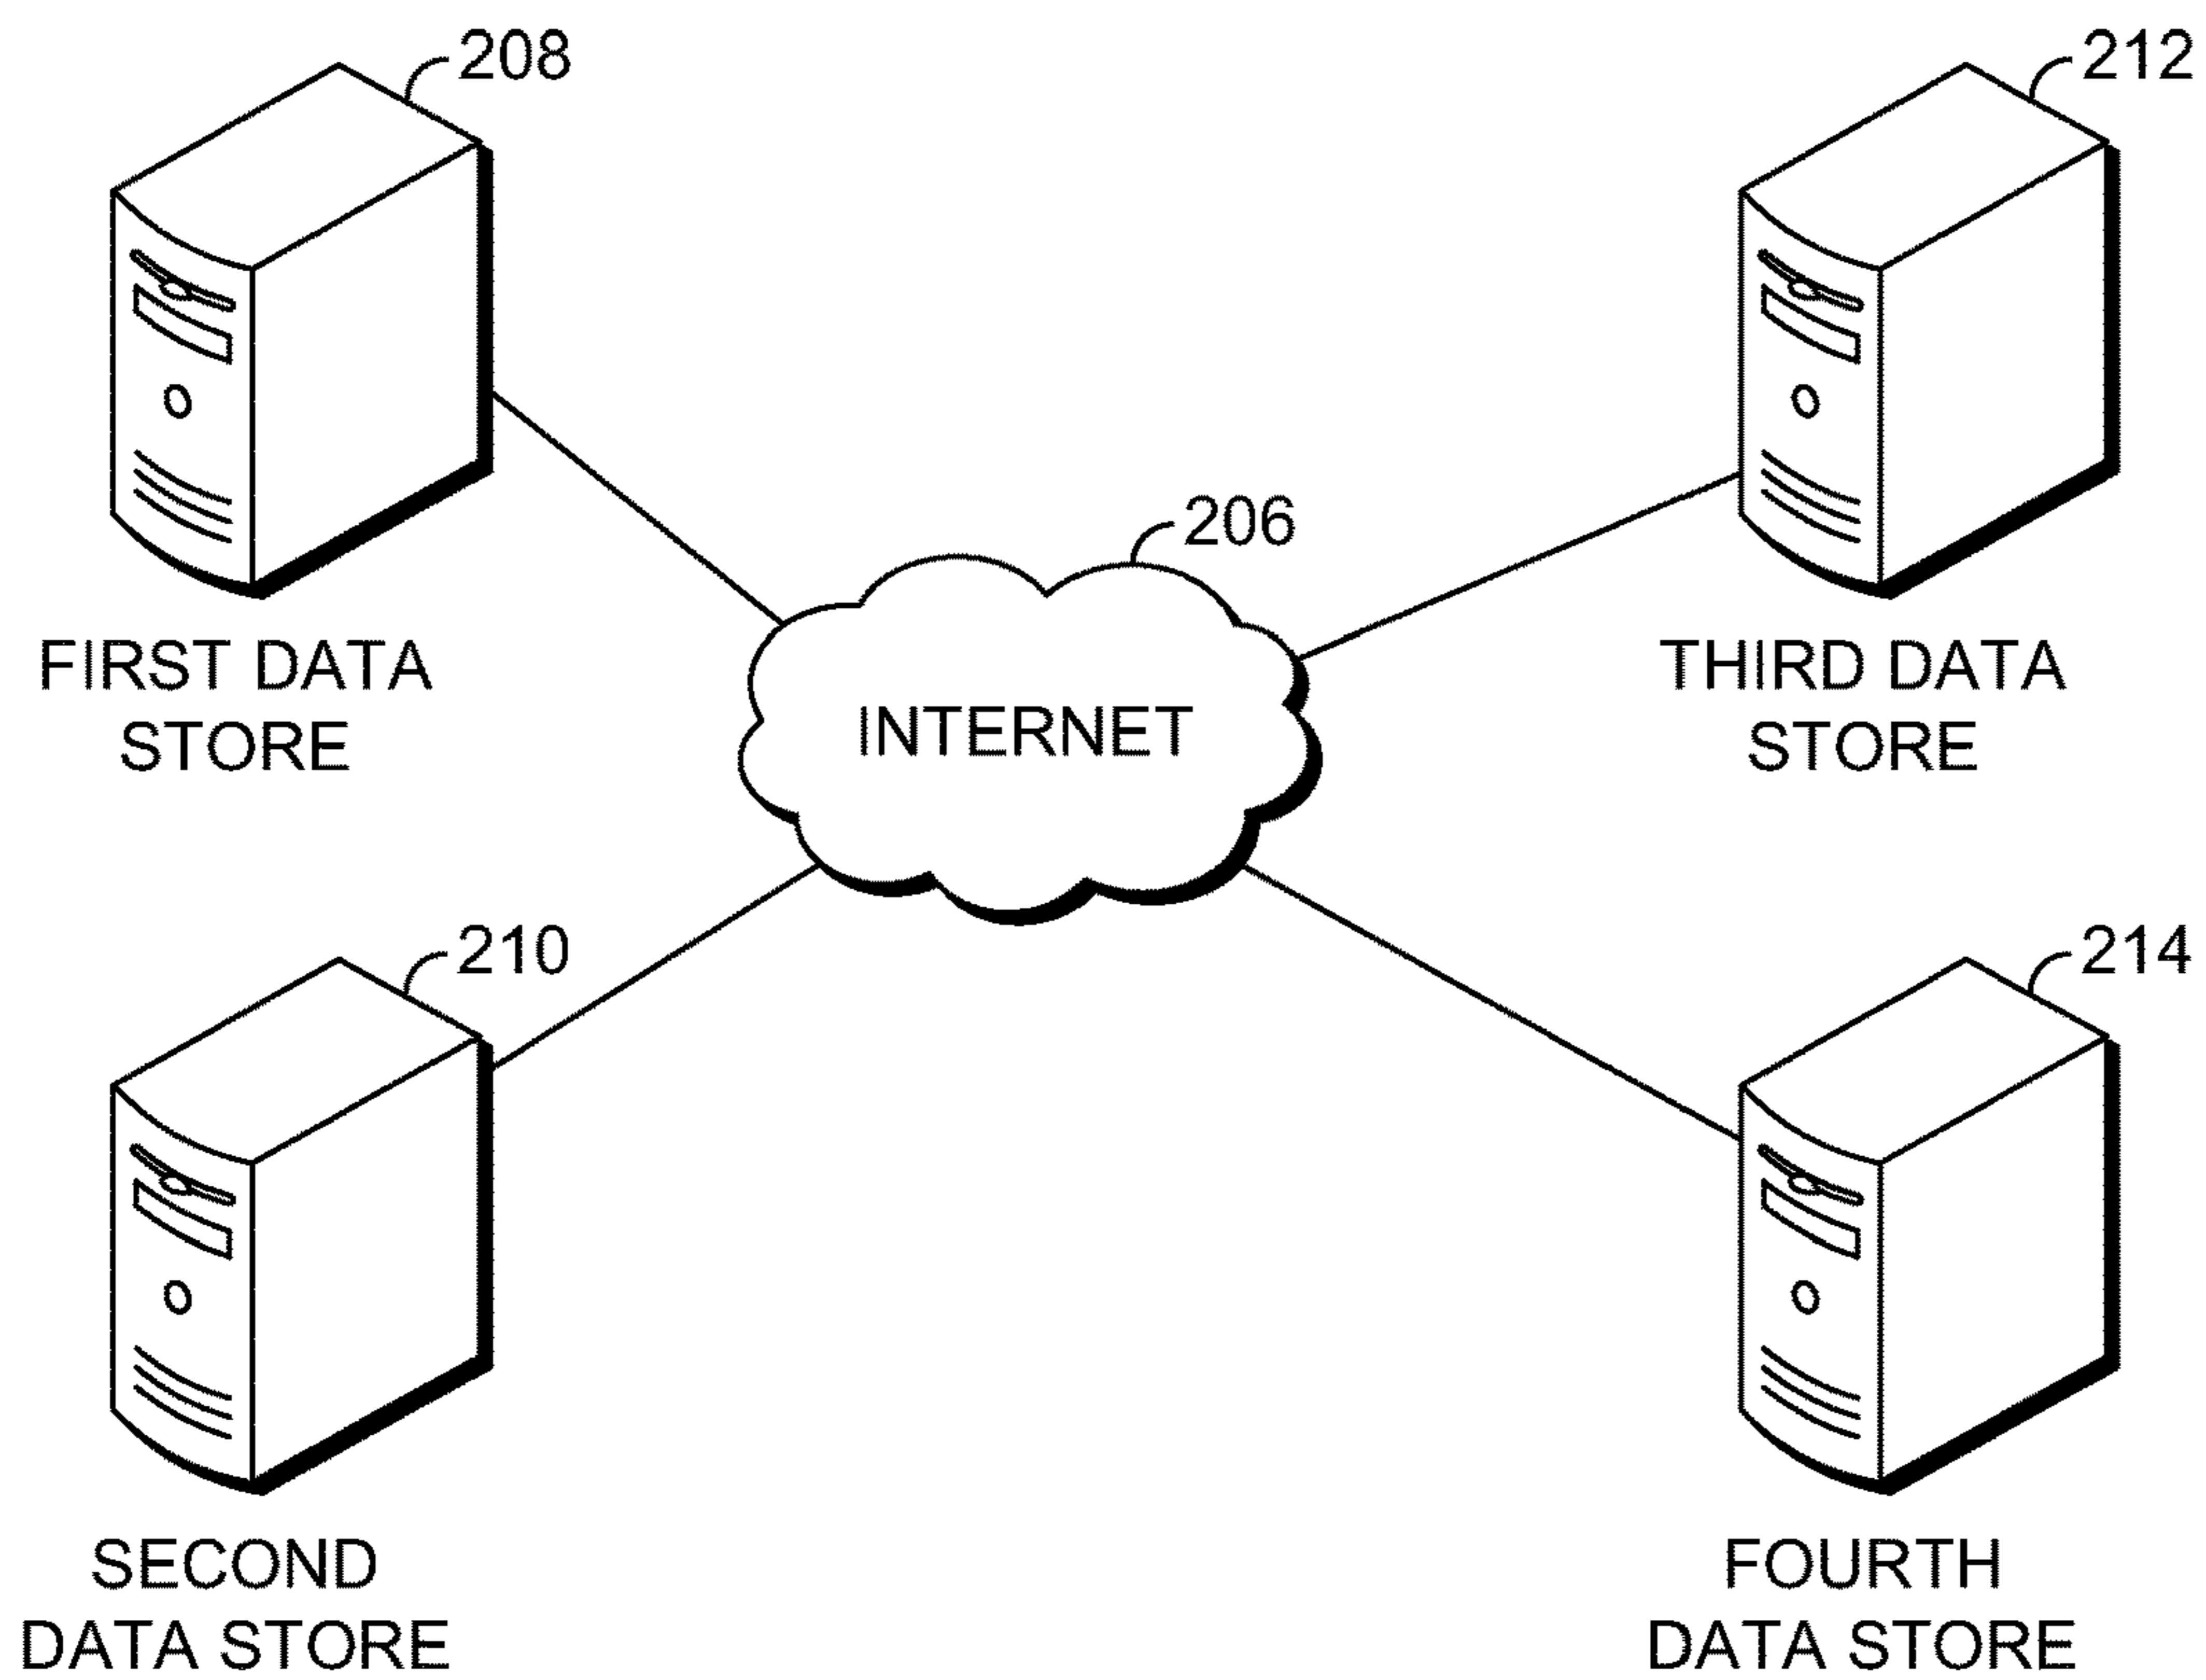 208
FIRST DATA
STORE
212
THIRD DATA
STORE
206
INTERNET
210
SECOND
DATA STORE
214
FOURTH
DATA STORE